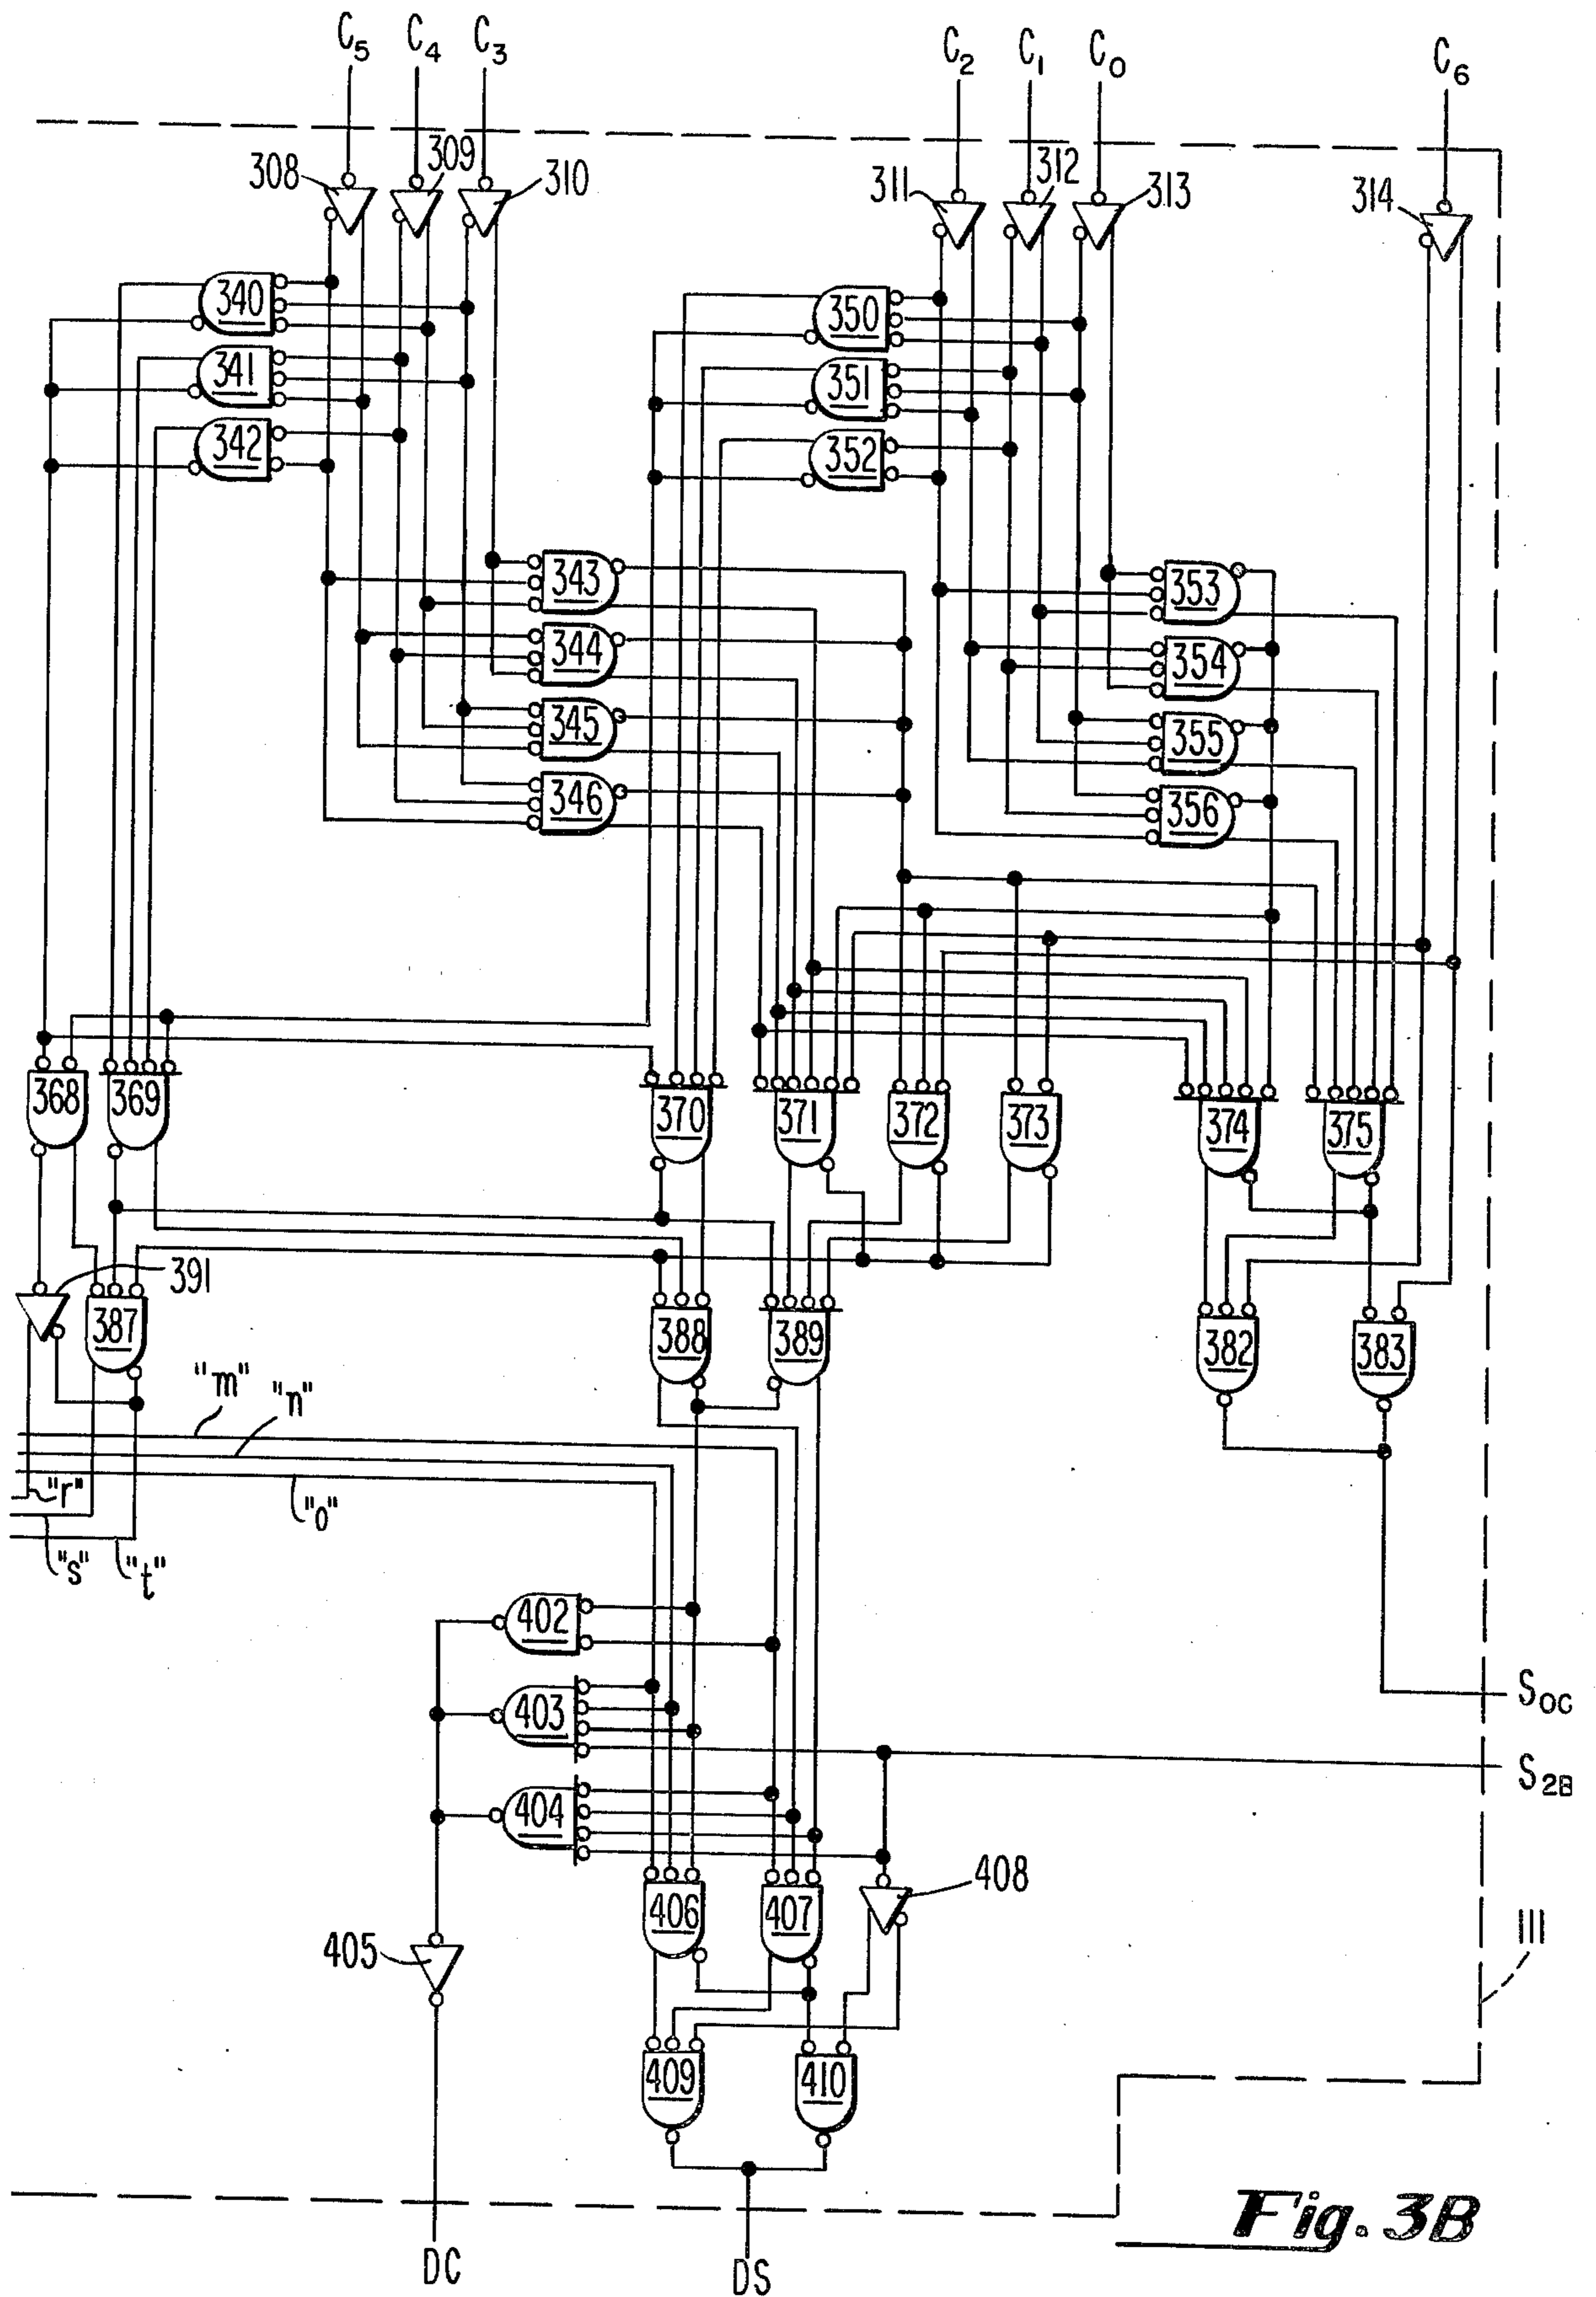 C5 C4 C3 C2 C1 C0 C6
308 309 310 311 312 313 314
340 350
341 351
342 352
343 353
344 354
345 355
346 356
368 369 370 371 372 373 374 375
391
387 388 389 382 383
"m"
"n"
"r" "o"
"s" "t"
402
403 S0C
404 S2B
408
406 407
405 111
409 410
DC DS
Fig. 3B